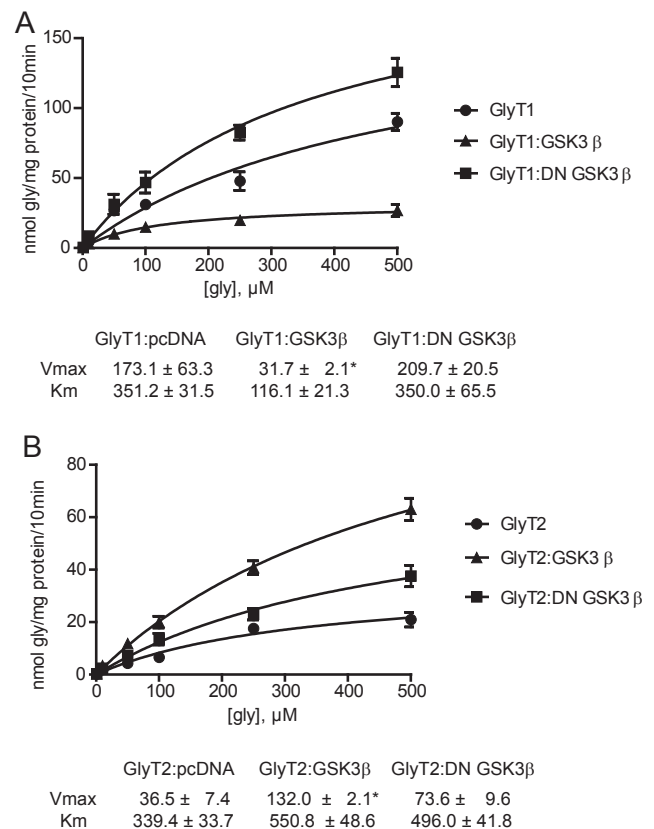 A
nmol gly/mg protein/10min
150
100
50
0
0 100 200 300 400 500
[gly], µM
GlyT1
GlyT1:GSK3 β
GlyT1:DN GSK3 β
GlyT1:pcDNA GlyT1:GSK3β GlyT1:DN GSK3β
Vmax 173.1 ± 63.3 31.7 ± 2.1* 209.7 ± 20.5
Km 351.2 ± 31.5 116.1 ± 21.3 350.0 ± 65.5
B
nmol gly/mg protein/10min
80
60
40
20
0
0 100 200 300 400 500
[gly], µM
GlyT2
GlyT2:GSK3 β
GlyT2:DN GSK3 β
GlyT2:pcDNA GlyT2:GSK3β GlyT2:DN GSK3β
Vmax 36.5 ± 7.4 132.0 ± 2.1* 73.6 ± 9.6
Km 339.4 ± 33.7 550.8 ± 48.6 496.0 ± 41.8